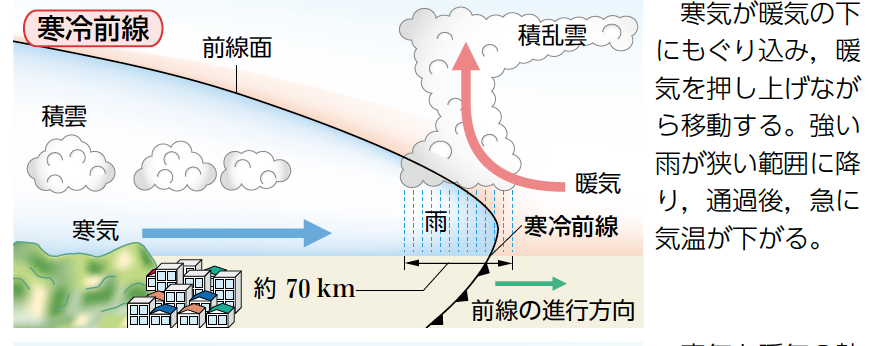 寒冷前線
前線面
積乱雲
積雲
暖気
寒気
雨
寒冷前線
約 70 km
前線の進行方向
寒気が暖気の下
にもぐり込み，暖
気を押し上げなが
ら移動する。強い
雨が狭い範囲に降
り，通過後，急に
気温が下がる。